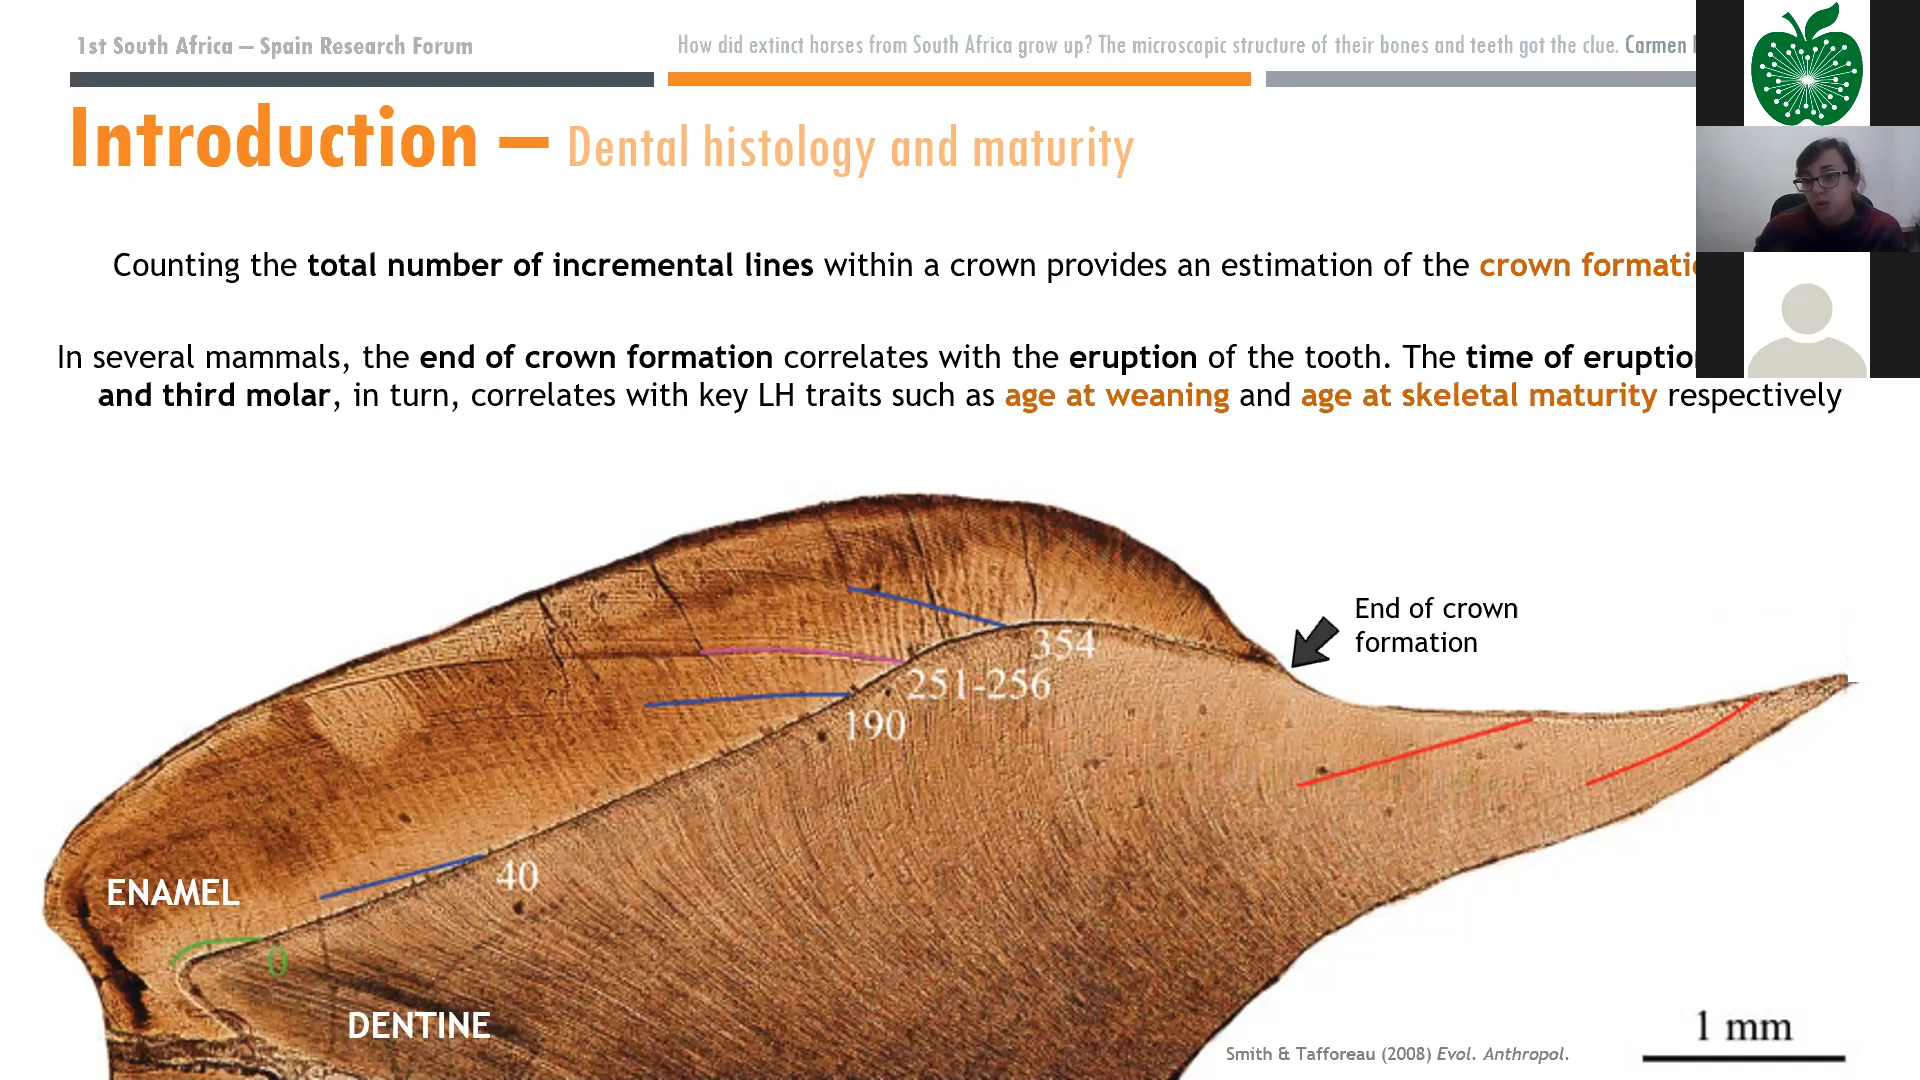 1st South Africa – Spain Research Forum
How did extinct horses from South Africa grow up? The microscopic structure of their bones and teeth got the clue. Carmen
Introduction – Dental histology and maturity
Counting the total number of incremental lines within a crown provides an estimation of the crown
In several mammals, the end of crown formation correlates with the eruption of the tooth. The time of
and third molar, in turn, correlates with key LH traits such as age at weaning and age at skeletal maturity respectively
End of crown
formation
354
251-256
190
40
ENAMEL
0
DENTINE
1 mm
Smith & Tafforeau (2008) Evol. Anthropol.